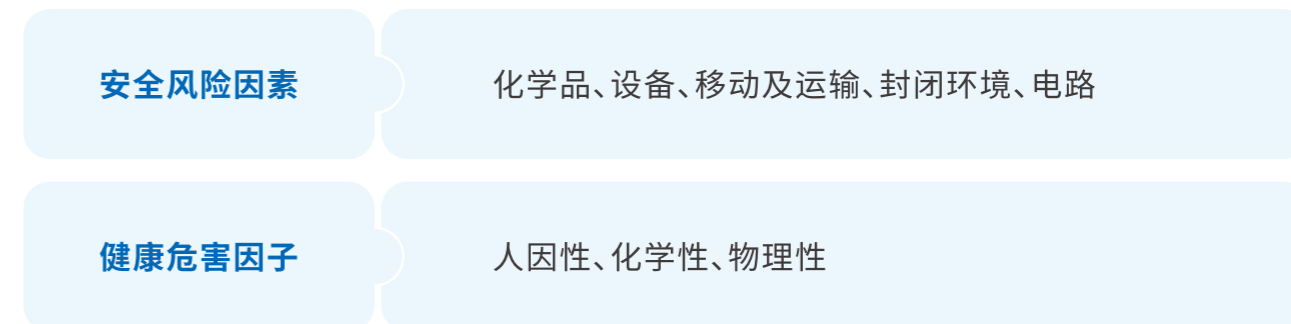 安全风险因素
化学品、设备、移动及运输、封闭环境、电路
健康危害因子
人因性、化学性、物理性